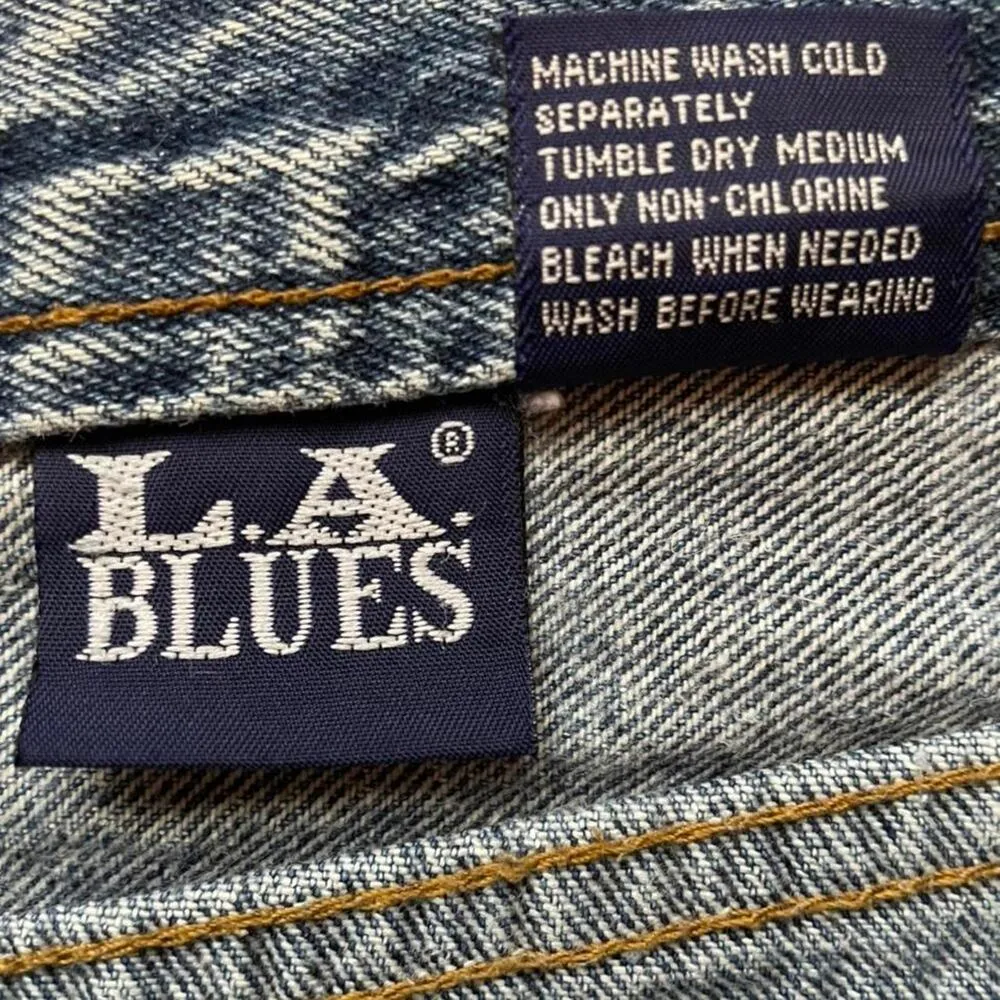 MACHINE WASH COLD
SEPARATELY
TUMBLE DRY MEDIUM
ONLY NON-CHLORINE
BLEACH WHEN NEEDED
WASH BEFORE WEARING
L.A.®
BLUES